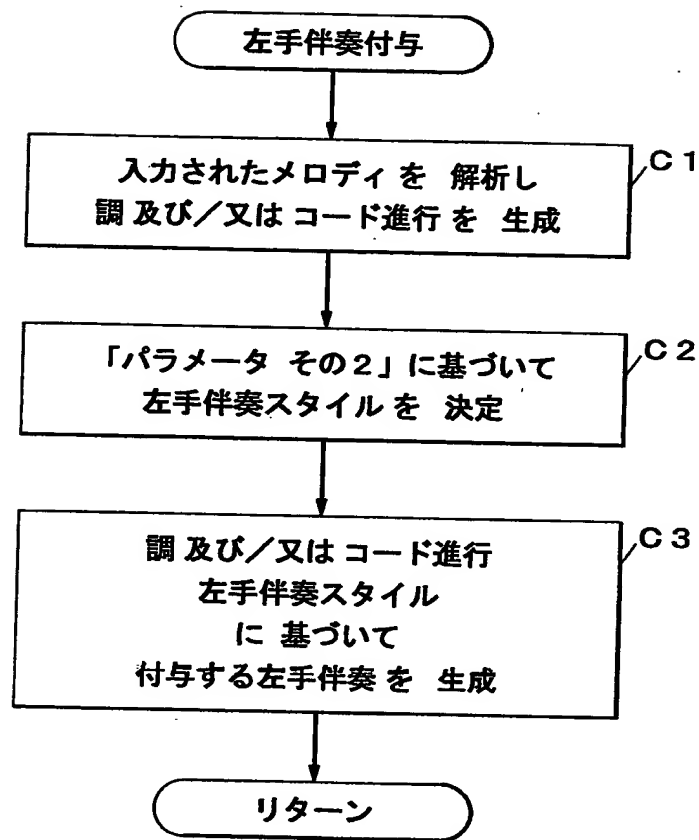 左手伴奏付与
入力されたメロディ を 解析し
調 及び／又は コード進行 を 生成
C1
「パラメータ その2」に基づいて
左手伴奏スタイル を 決定
C2
調 及び／又は コード進行
左手伴奏スタイル
に 基づいて
付与する左手伴奏 を 生成
C3
リターン